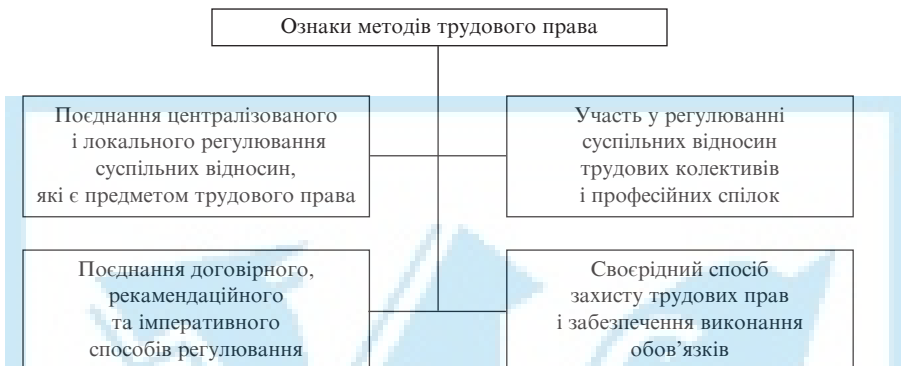 Ознаки методів трудового права
Поєднання централізованого
і локального регулювання
суспільних відносин,
які є предметом трудового права
Участь у регулюванні
суспільних відносин
трудових колективів
і професійних спілок
Поєднання договірного,
рекамендаційного
та імперативного
способів регулювання
Своєрідний спосіб
захисту трудових прав
і забезпечення виконання
обов'язків